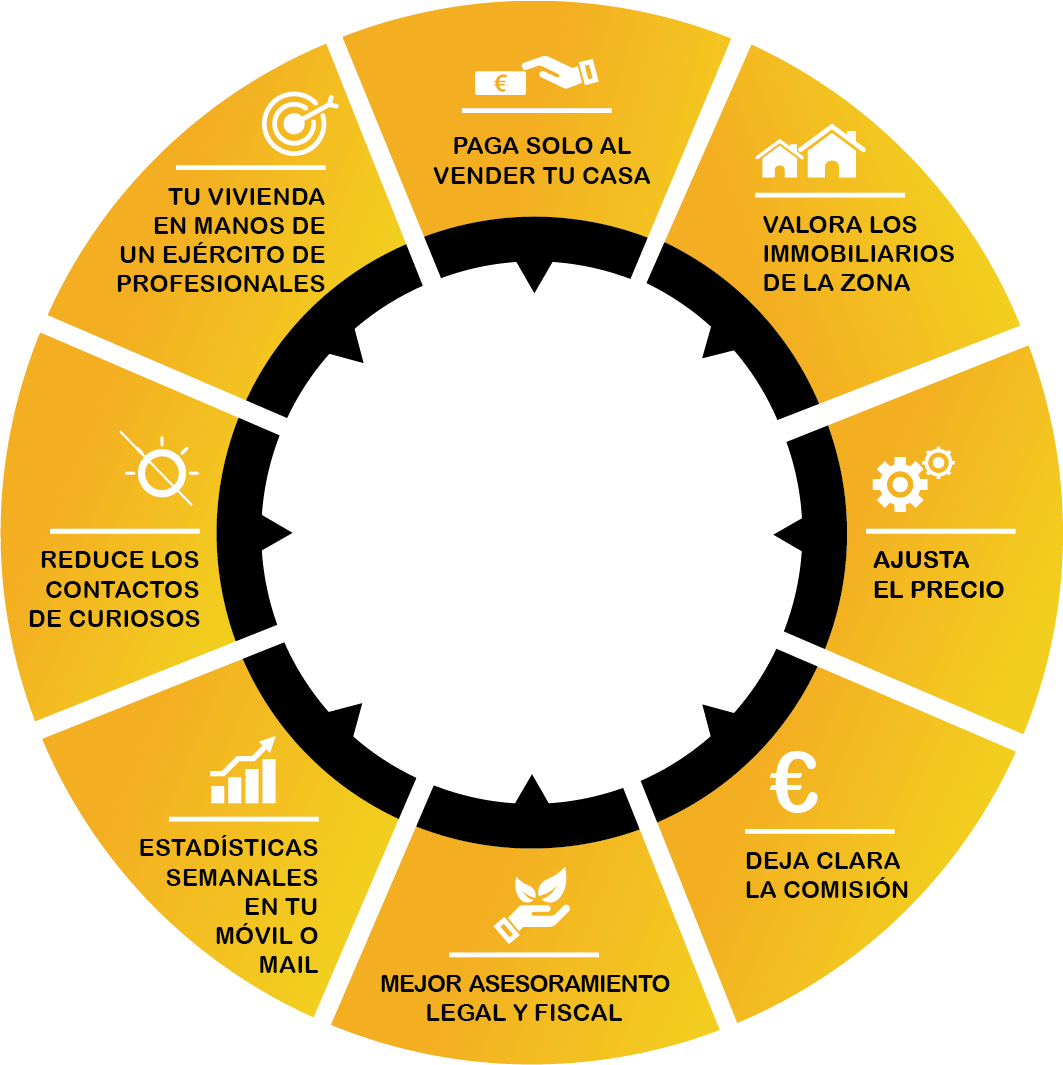 €
PAGA SOLO AL
VENDER TU CASA
VALORA LOS
IMMOBILIARIOS
DE LA ZONA
AJUSTA
EL PRECIO
€
DEJA CLARA
LA COMISIÓN
MEJOR ASESORAMIENTO
LEGAL Y FISCAL
ESTADÍSTICAS
SEMANALES
EN TU
MÓVIL O
MAIL
REDUCE LOS
CONTACTOS
DE CURIOSOS
TU VIVIENDA
EN MANOS DE
UN EJÉRCITO DE
PROFESIONALES